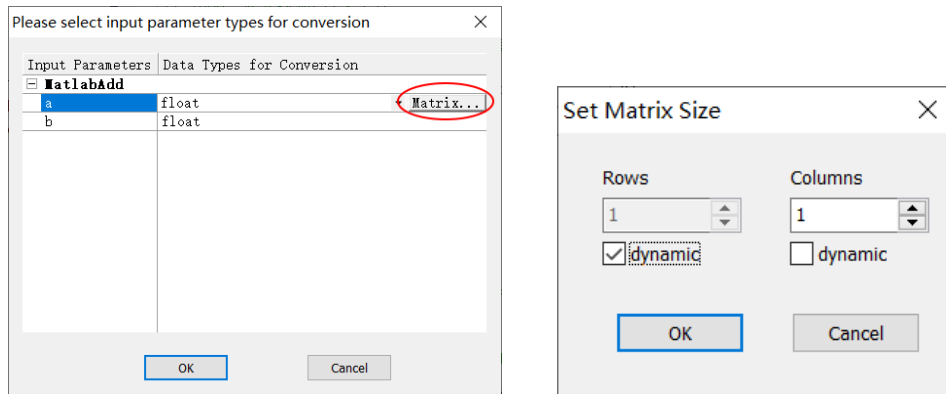 Please select input parameter types for conversion
Input Parameters Data Types for Conversion
MatlabAdd
a float Matrix...
b float
OK Cancel
Set Matrix Size
Rows Columns
1 1
dynamic dynamic
OK Cancel